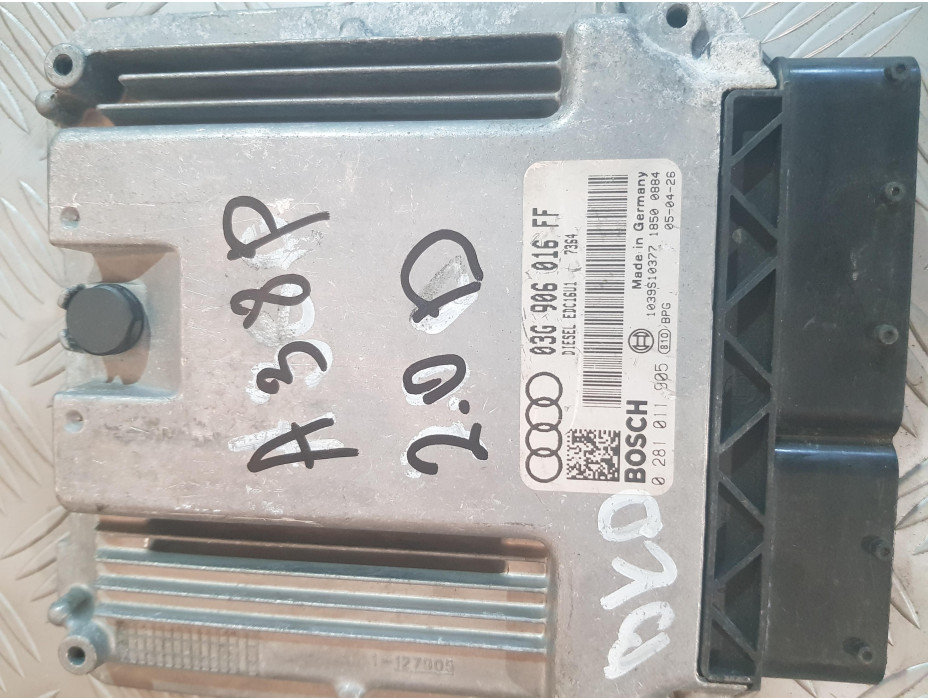 A3 8P
2.0 D
03G 906 016 FF
DIESEL EDC16U1
7364
BOSCH
Made in Germany
1039S10377 1850 0884
0 281 011 905
810
BPG
05-04-26